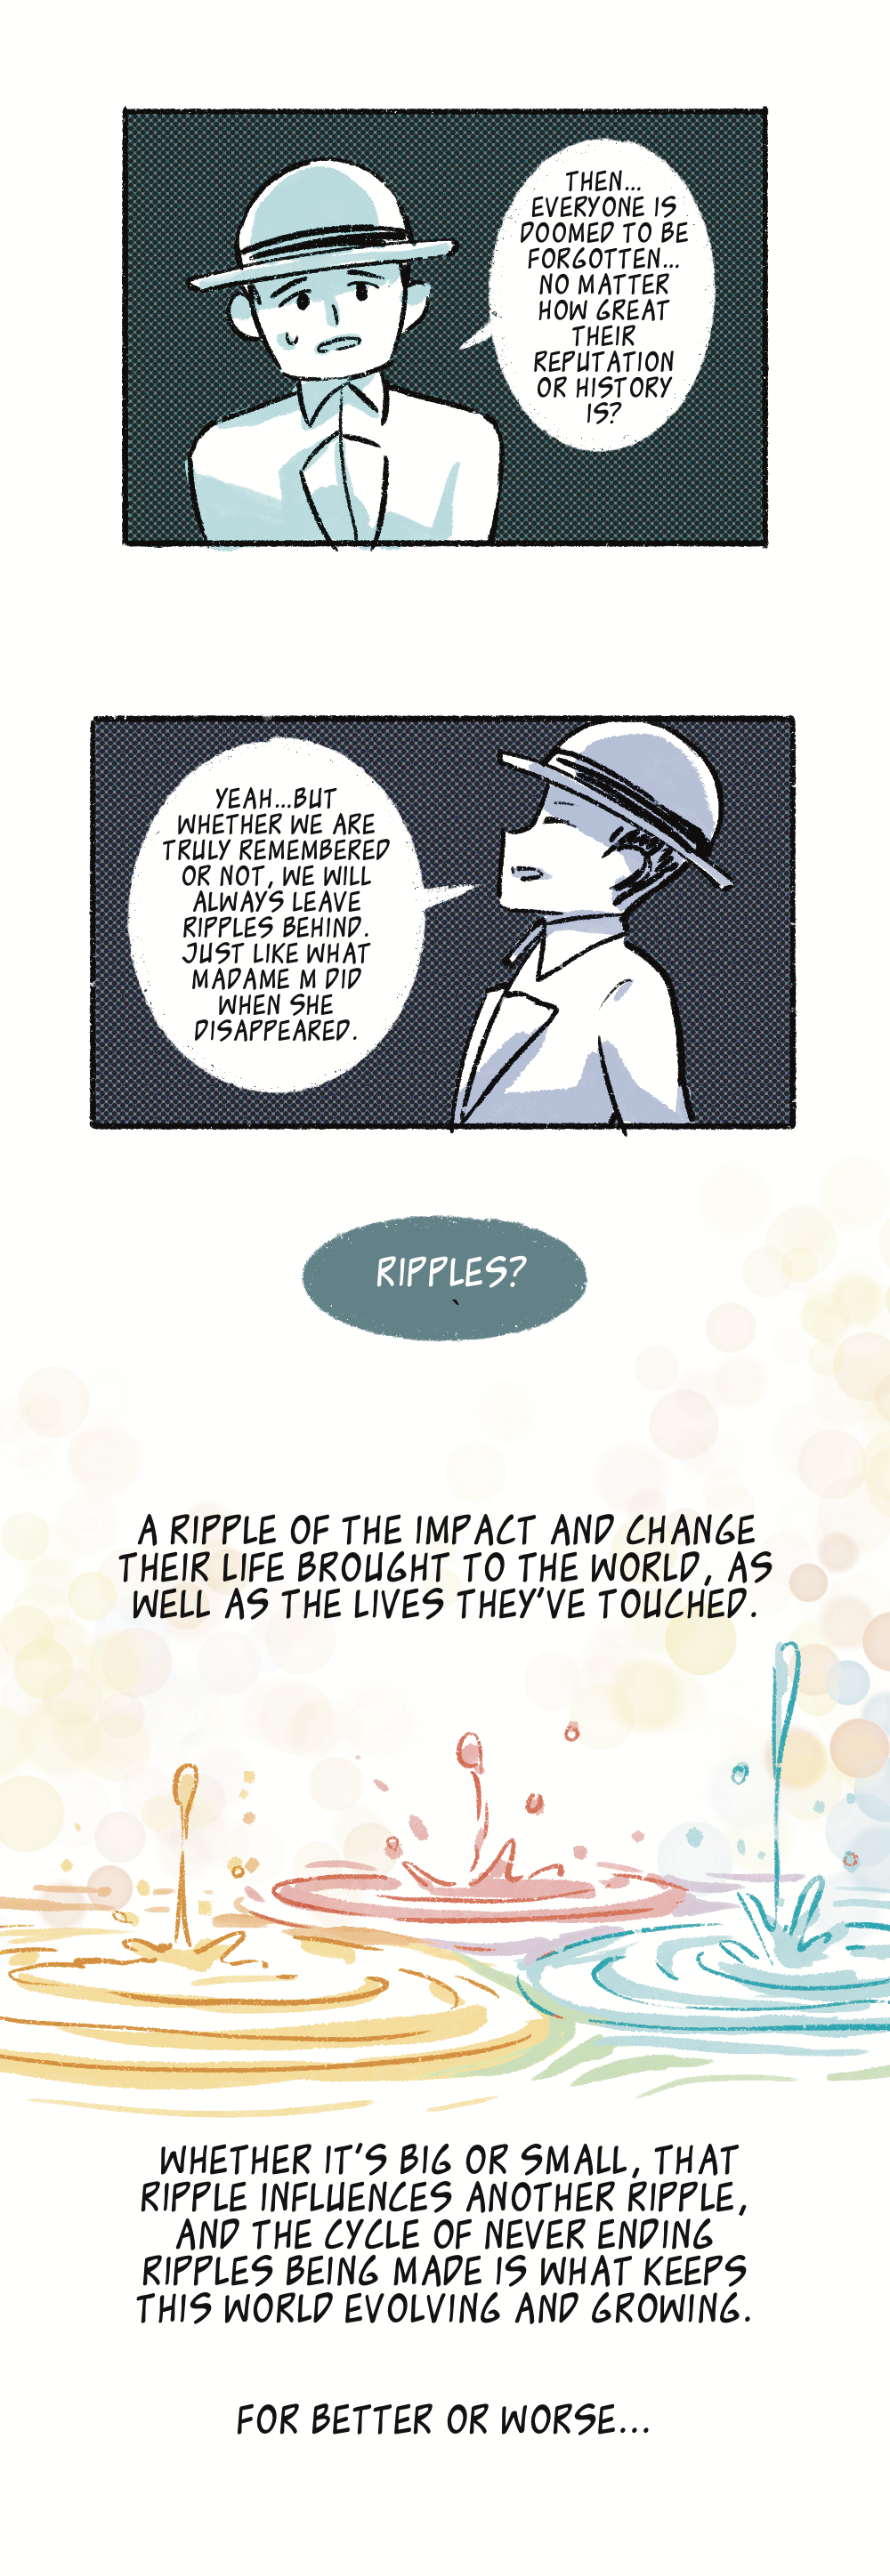 THEN...
EVERYONE IS
DOOMED TO BE
FORGOTTEN...
NO MATTER
HOW GREAT
THEIR
REPUTATION
OR HISTORY
IS?
YEAH...BUT
WHETHER WE ARE
TRULY REMEMBERED
OR NOT, WE WILL
ALWAYS LEAVE
RIPPLES BEHIND.
JUST LIKE WHAT
MADAME M DID
WHEN SHE
DISAPPEARED.
RIPPLES?
A RIPPLE OF THE IMPACT AND CHANGE
THEIR LIFE BROUGHT TO THE WORLD, AS
WELL AS THE LIVES THEY'VE TOUCHED.
WHETHER IT'S BIG OR SMALL, THAT
RIPPLE INFLUENCES ANOTHER RIPPLE,
AND THE CYCLE OF NEVER ENDING
RIPPLES BEING MADE IS WHAT KEEPS
THIS WORLD EVOLVING AND GROWING.
FOR BETTER OR WORSE...